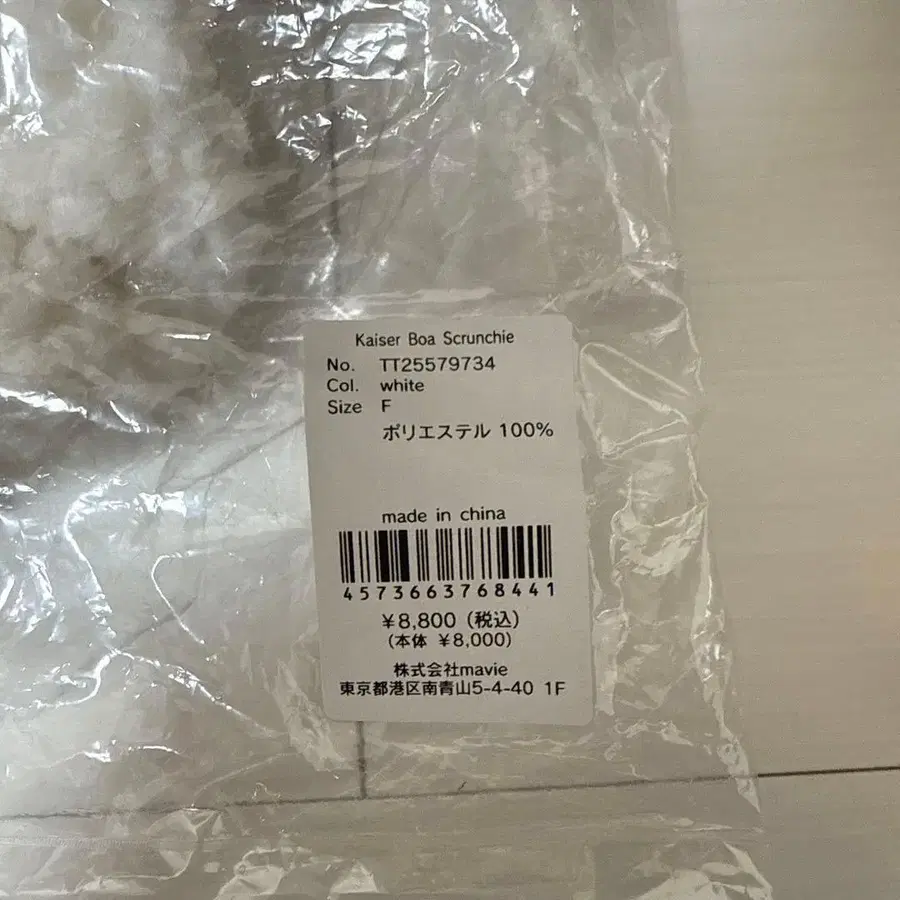 Kaiser Boa Scrunchie
No. TT25579734
Col. white
Size F
ポリエステル 100%
made in china
4573663768441
¥8,800 (税込)
(本体 ¥8,000)
株式会社mavie
東京都港区南青山5-4-40 1F